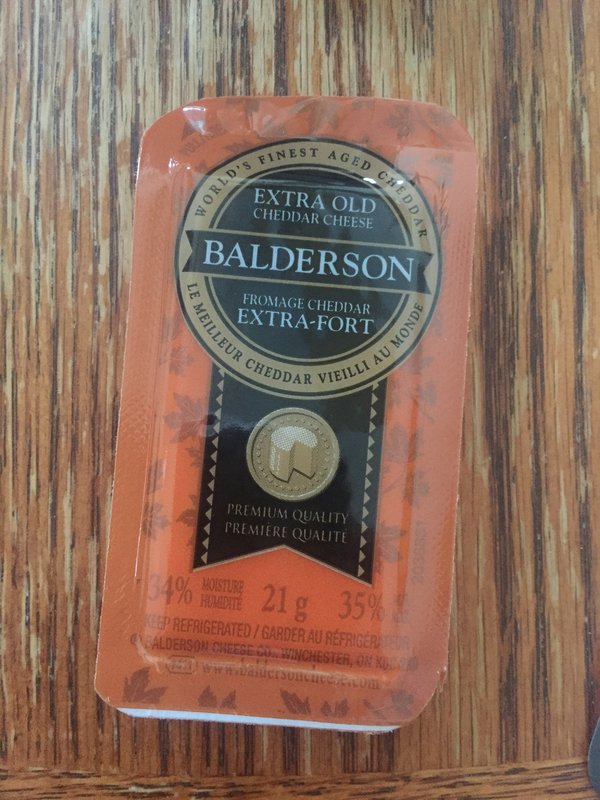 WORLD'S FINEST AGED CHEDDAR
EXTRA OLD
CHEDDAR CHEESE
BALDERSON
FROMAGE CHEDDAR
EXTRA-FORT
LE MEILLEUR CHEDDAR VIEILLI AU MONDE
PREMIUM QUALITY
PREMIÈRE QUALITÉ
34% MOISTURE HUMIDITÉ 21 g 35%
KEEP REFRIGERATED / GARDER AU RÉFRIGÉRATEUR
BALDERSON CHEESE CO., WINCHESTER, ON
www.baldersoncheese.com